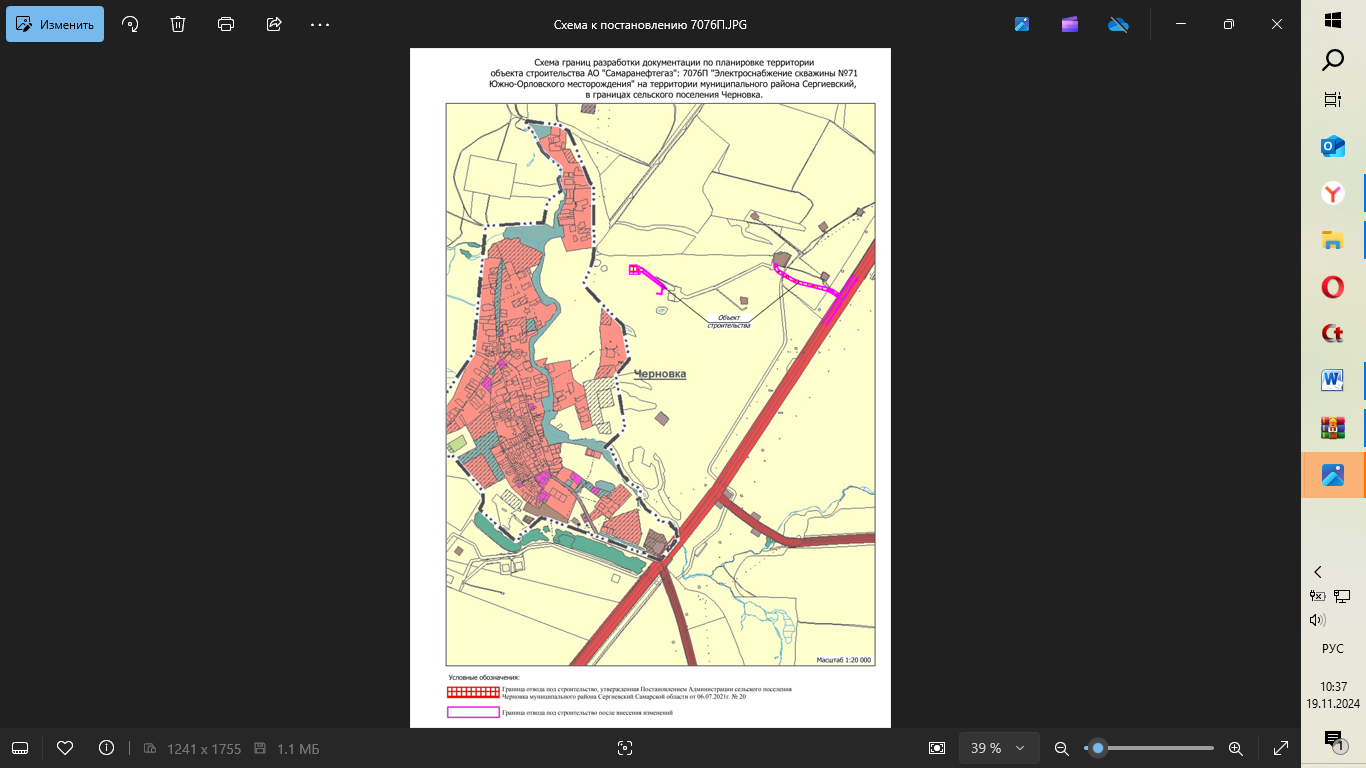 Изменить
Схема к постановлению 7076П.JPG
Схема границ разработки документации по планировке территории
объекта строительства АО "Самаранефтегаз": 7076П "Электроснабжение скважины №71
Южно-Орловского месторождения" на территории муниципального района Сергиевский,
в границах сельского поселения Черновка.
Объект
строительства
Черновка
Масштаб 1:20 000
Условные обозначения:
Граница отвода под строительство, утвержденная Постановлением Администрации сельского поселения
Черновка муниципального района Сергиевский Самарской области от 06.07.2021г. № 20
Граница отвода под строительство после внесения изменений
1241 x 1755
1.1 МБ
39 %
РУС
10:37
19.11.2024
1